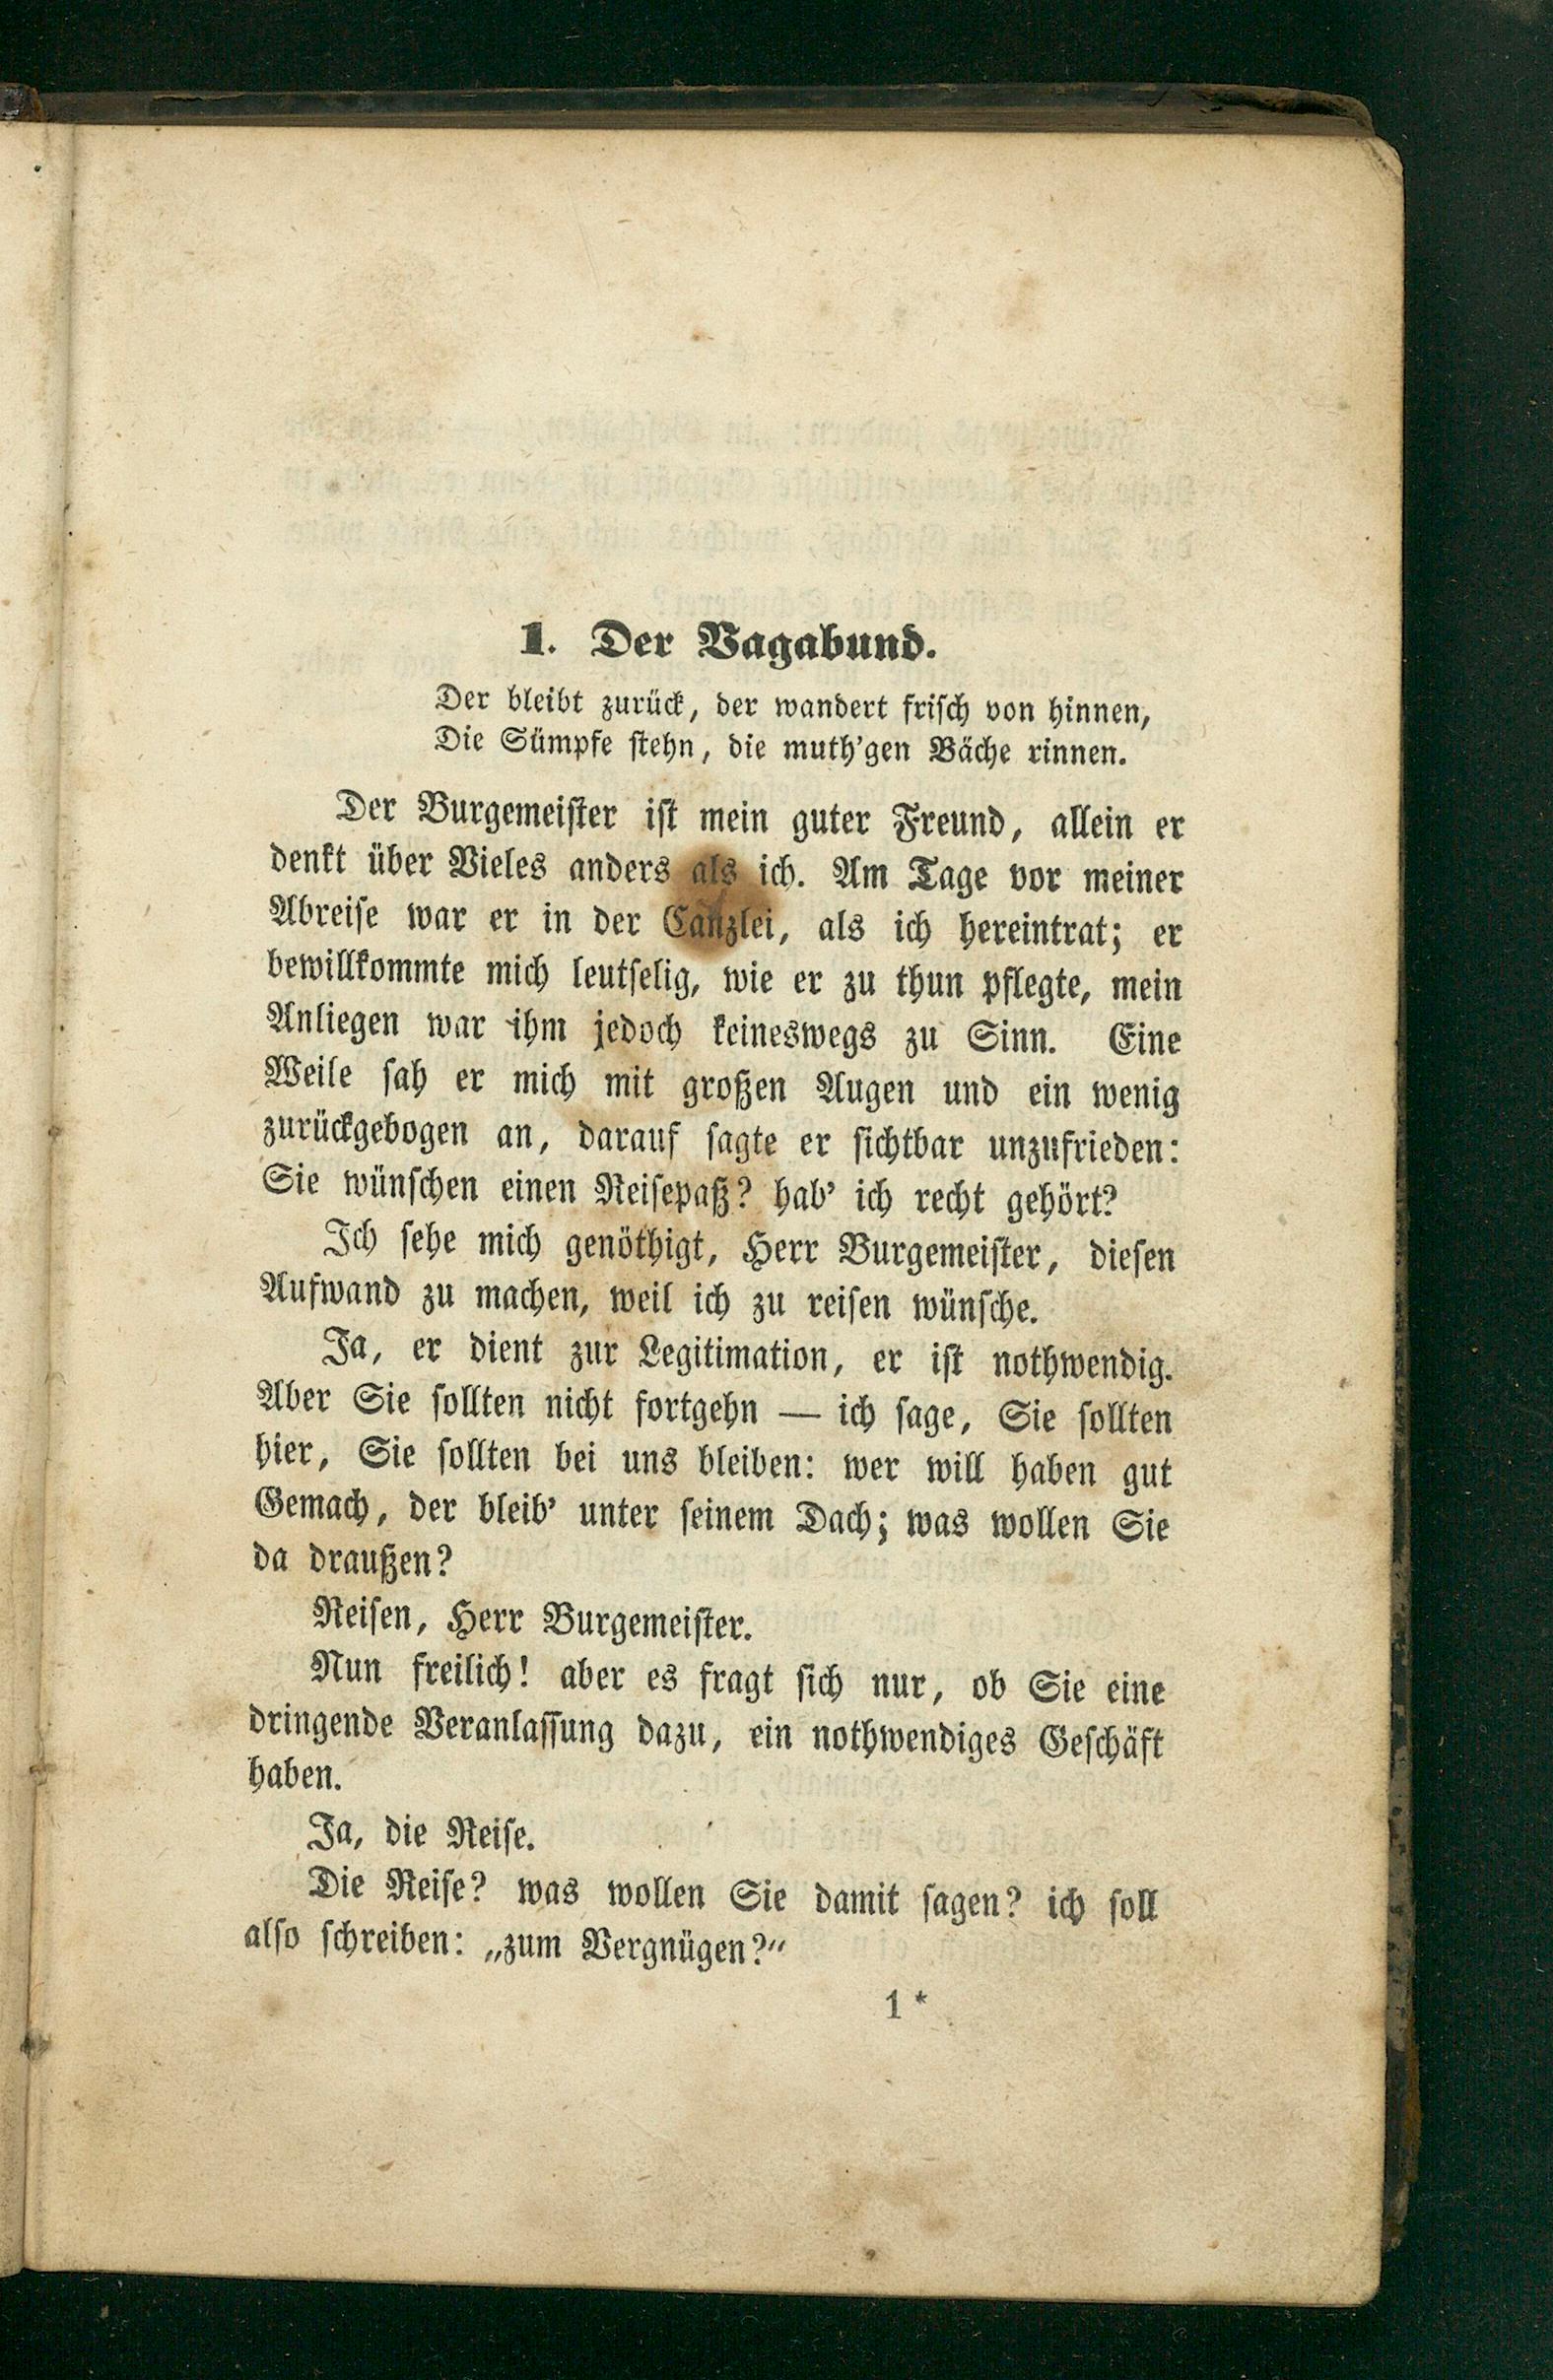 1. Der Vagabund.
Der bleibt zurück, der wandert frisch von hinnen,
Die Sümpfe stehn, die muth'gen Bäche rinnen.
Der Burgemeister ist mein guter Freund, allein er
denkt über Vieles anders als ich. Am Tage vor meiner
Abreise war er in der Canzlei, als ich hereintrat; er
bewillkommte mich leutselig, wie er zu thun pflegte, mein
Anliegen war ihm jedoch keineswegs zu Sinn. Eine
Weile sah er mich mit großen Augen und ein wenig
zurückgebogen an, darauf sagte er sichtbar unzufrieden:
Sie wünschen einen Reisepaß? hab' ich recht gehört?
Ich sehe mich genöthigt, Herr Burgemeister, diesen
Aufwand zu machen, weil ich zu reisen wünsche.
Ja, er dient zur Legitimation, er ist nothwendig.
Aber Sie sollten nicht fortgehn — ich sage, Sie sollten
hier, Sie sollten bei uns bleiben: wer will haben gut
Gemach, der bleib' unter seinem Dach; was wollen Sie
da draußen?
Reisen, Herr Burgemeister.
Nun freilich! aber es fragt sich nur, ob Sie eine
dringende Veranlassung dazu, ein nothwendiges Geschäft
haben.
Ja, die Reise.
Die Reise? was wollen Sie damit sagen? ich soll
also schreiben: „zum Vergnügen?"
1*